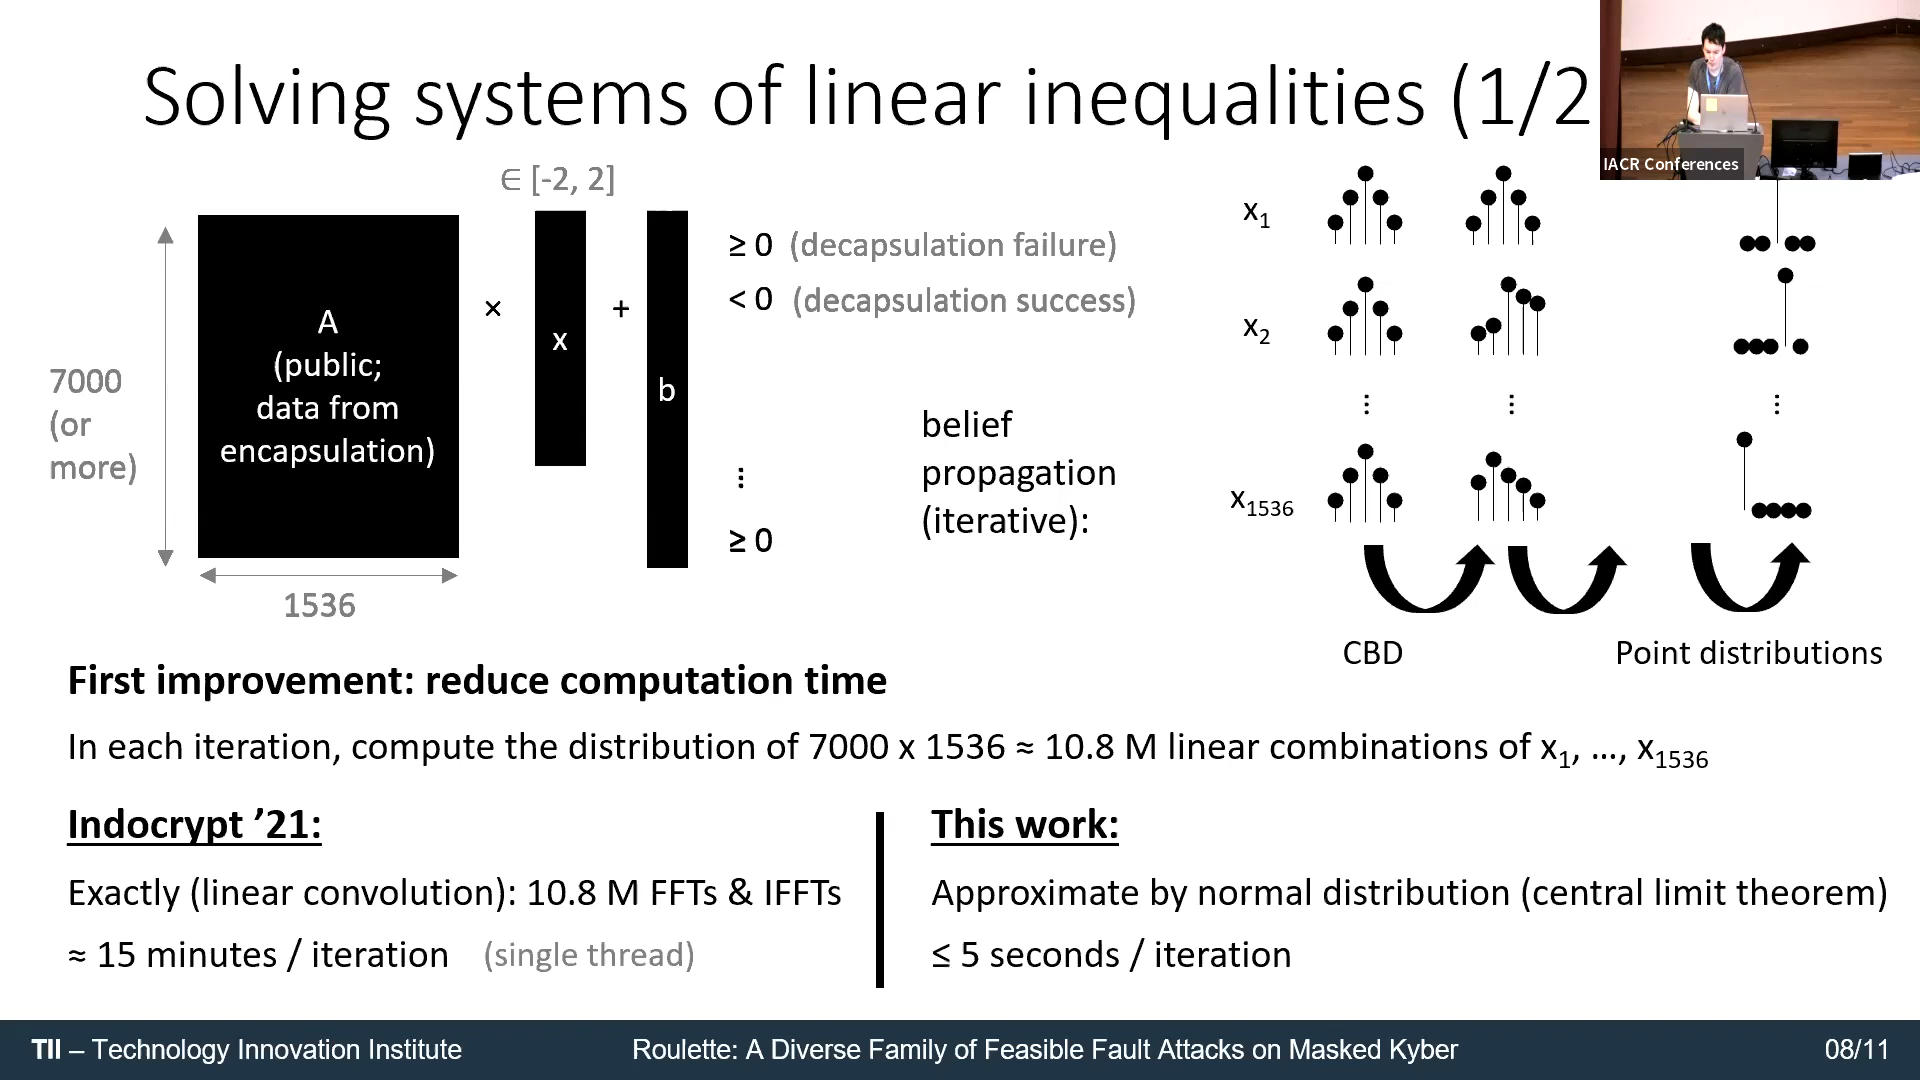 Solving systems of linear inequalities (1/2
IACR Conferences
∈ [-2, 2]
A
(public;
data from
encapsulation)
×
x
+
b
≥ 0 (decapsulation failure)
< 0 (decapsulation success)
⋮
≥ 0
7000
(or
more)
1536
belief
propagation
(iterative):
x₁
x₂
⋮ ⋮ ⋮
x₁₅₃₆
CBD
Point distributions
First improvement: reduce computation time
In each iteration, compute the distribution of 7000 x 1536 ≈ 10.8 M linear combinations of x₁, …, x₁₅₃₆
Indocrypt ’21:
Exactly (linear convolution): 10.8 M FFTs & IFFTs
≈ 15 minutes / iteration (single thread)
This work:
Approximate by normal distribution (central limit theorem)
≤ 5 seconds / iteration
TII – Technology Innovation Institute
Roulette: A Diverse Family of Feasible Fault Attacks on Masked Kyber
08/11